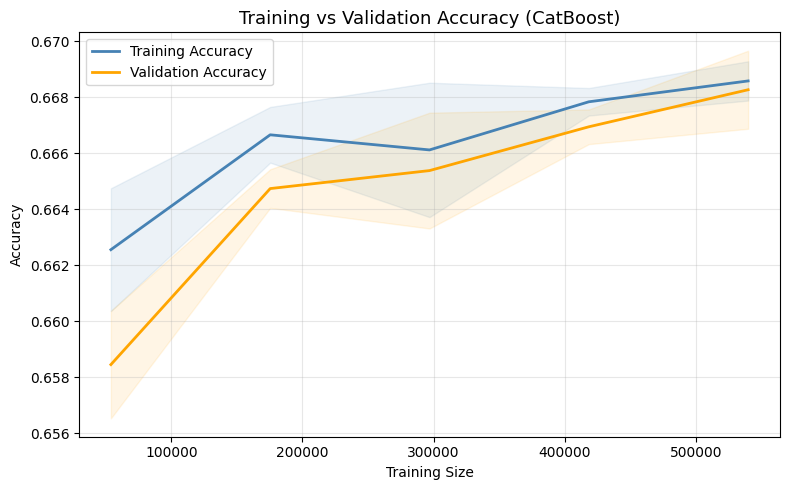 Training vs Validation Accuracy (CatBoost)
Training Accuracy
Validation Accuracy
Accuracy
0.670
0.668
0.666
0.664
0.662
0.660
0.658
0.656
100000 200000 300000 400000 500000
Training Size